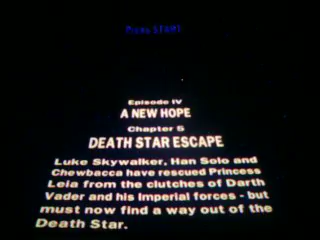 Episode IV
A NEW HOPE
Chapter 5
DEATH STAR ESCAPE
Luke Skywalker, Han Solo and
Chewbacca have rescued Princess
Leia from the clutches of Darth
Vader and his Imperial forces - but
must now find a way out of the
Death Star.